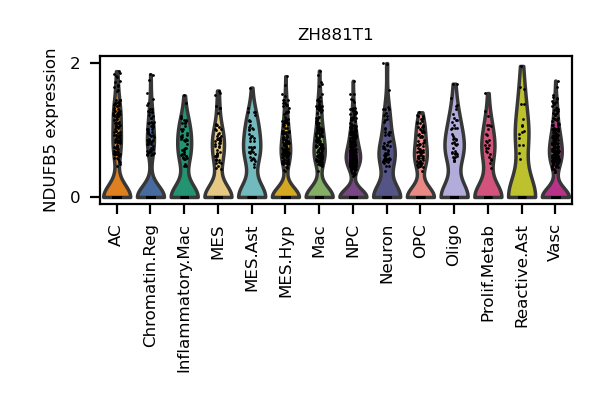 ZH881T1
NDUFB5 expression
2
0
AC
Chromatin.Reg
Inflammatory.Mac
MES
MES.Ast
MES.Hyp
Mac
NPC
Neuron
OPC
Oligo
Prolif.Metab
Reactive.Ast
Vasc